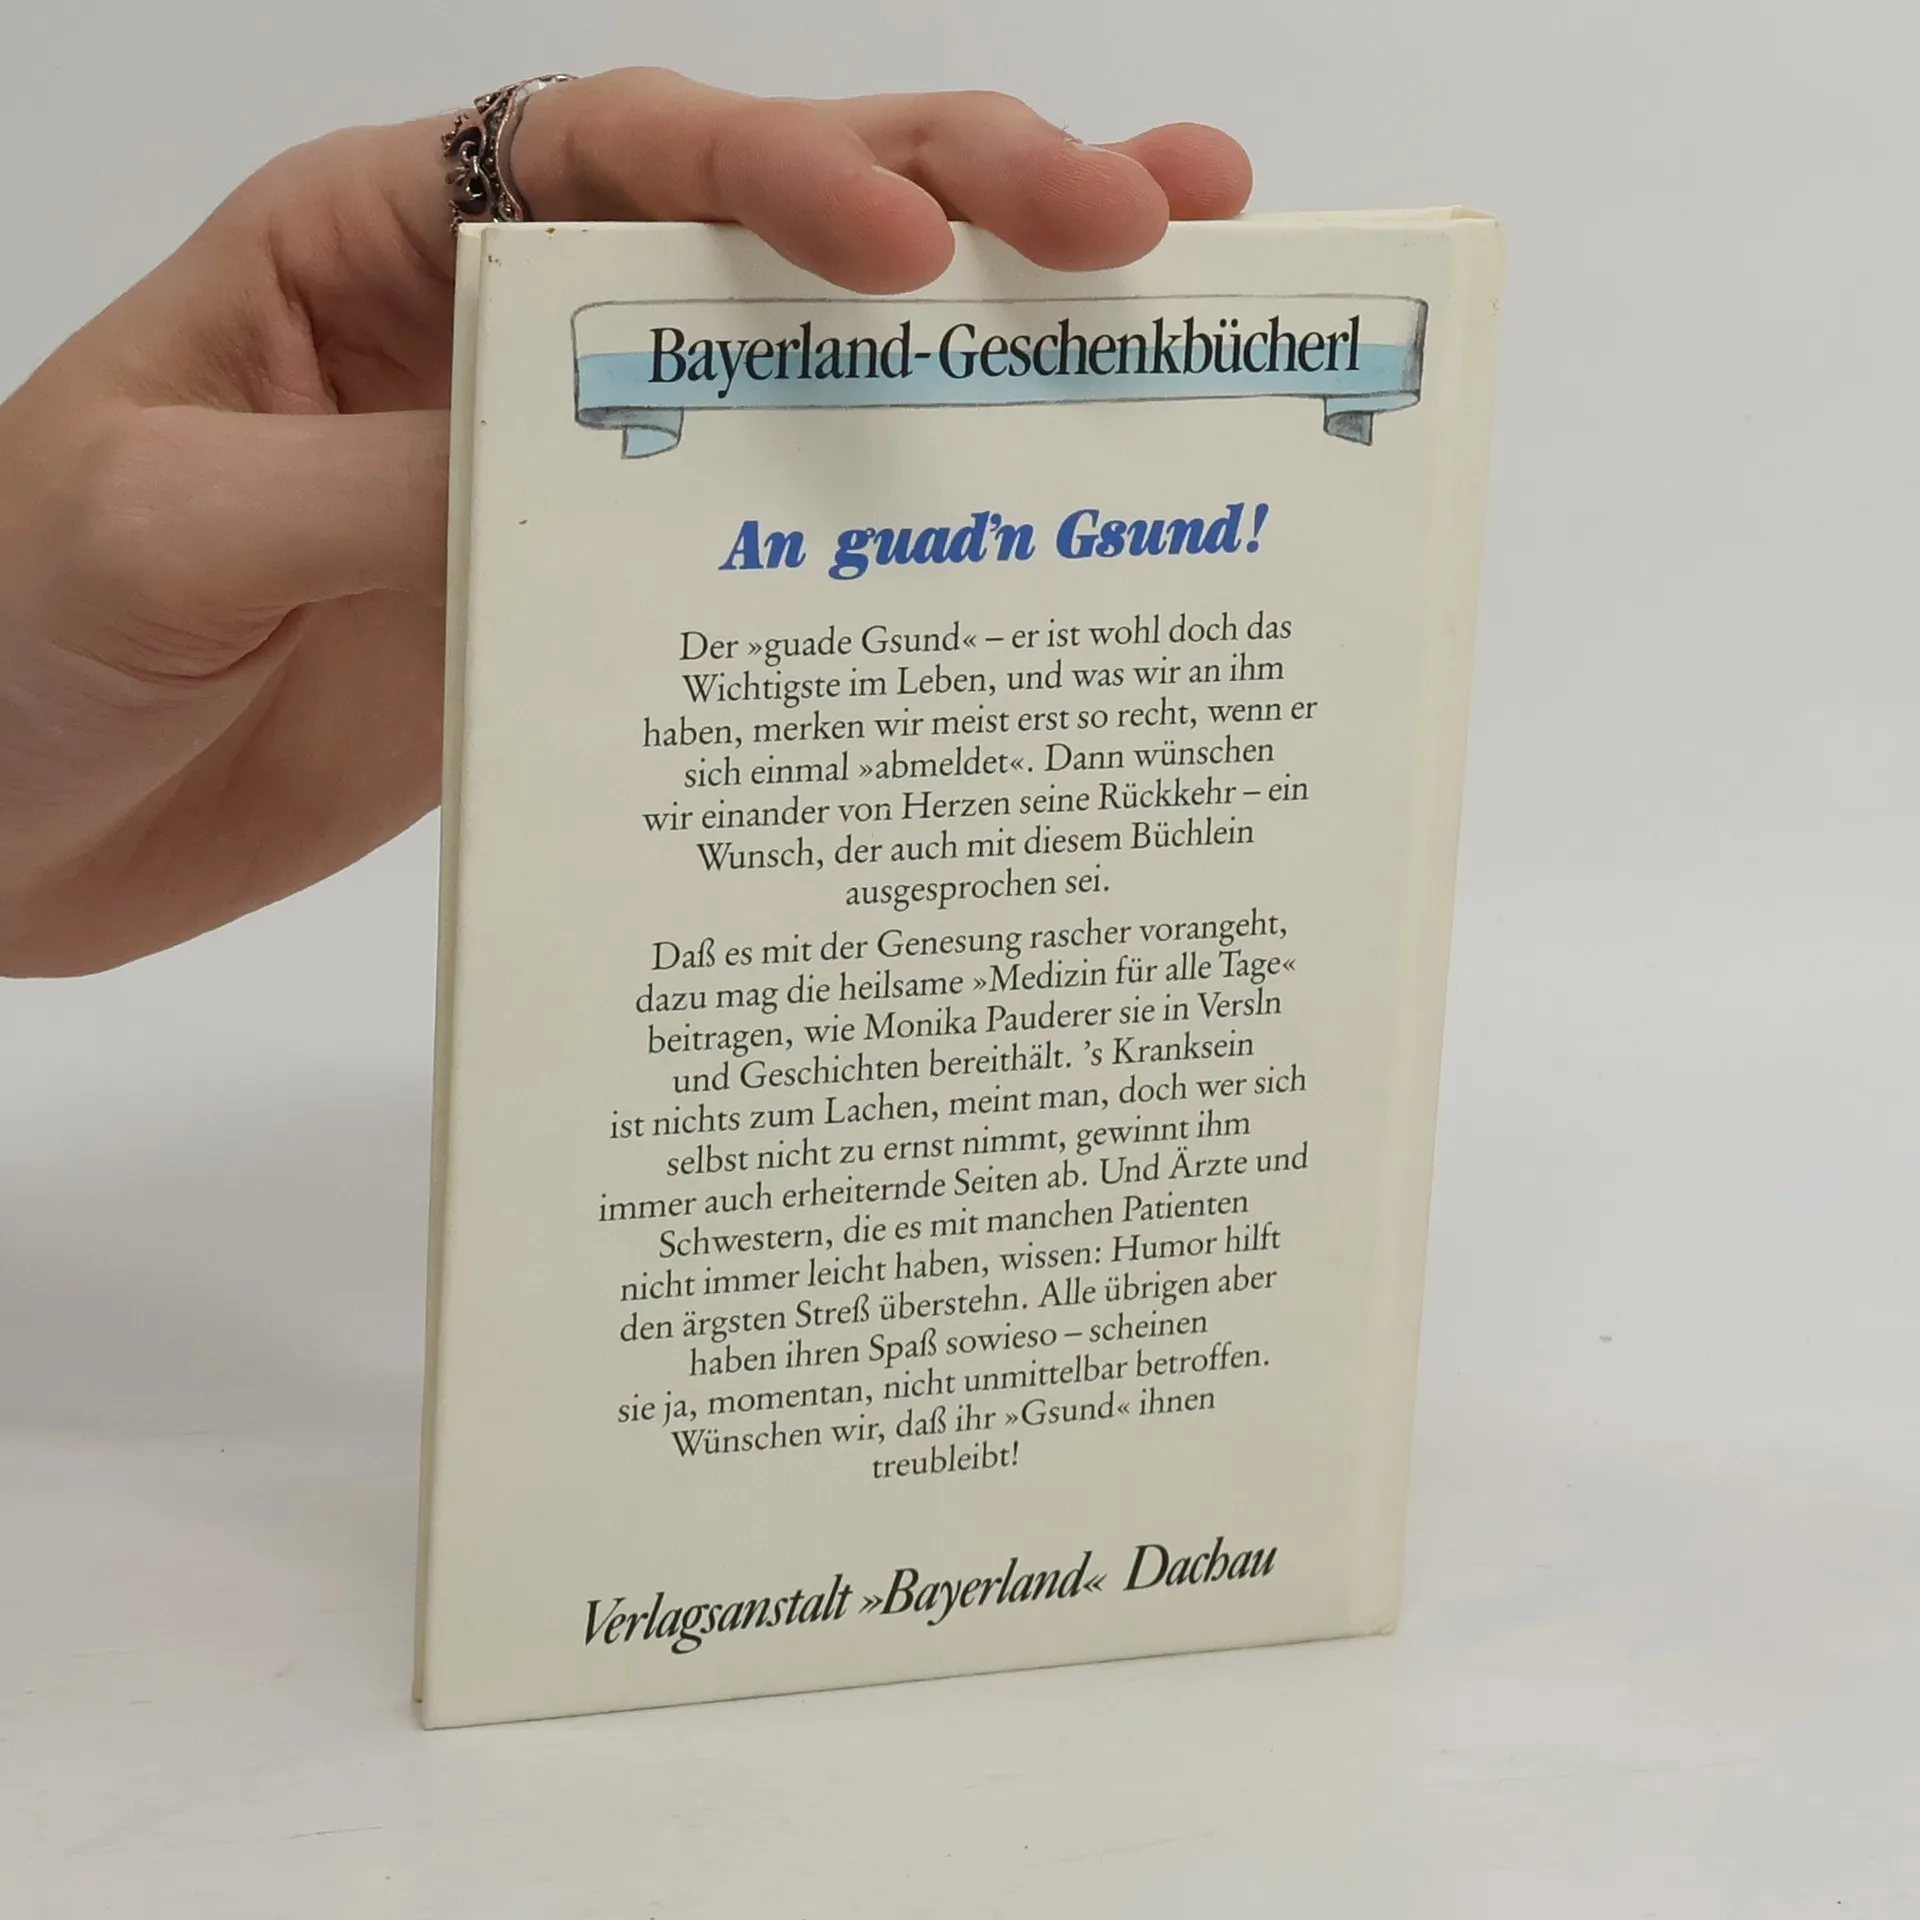 Bayerland-Geschenkbücherl
An guad'n Gsund!
Der »guade Gsund« – er ist wohl doch das
Wichtigste im Leben, und was wir an ihm
haben, merken wir meist erst so recht, wenn er
sich einmal »abmeldet«. Dann wünschen
wir einander von Herzen seine Rückkehr – ein
Wunsch, der auch mit diesem Büchlein
ausgesprochen sei.
Daß es mit der Genesung rascher vorangeht,
dazu mag die heilsame »Medizin für alle Tage«
beitragen, wie Monika Pauderer sie in Versln
und Geschichten bereithält. ’s Kranksein
ist nichts zum Lachen, meint man, doch wer sich
selbst nicht zu ernst nimmt, gewinnt ihm
immer auch erheiternde Seiten ab. Und Ärzte und
Schwestern, die es mit manchen Patienten
nicht immer leicht haben, wissen: Humor hilft
den ärgsten Streß überstehn. Alle übrigen aber
haben ihren Spaß sowieso – scheinen
sie ja, momentan, nicht unmittelbar betroffen.
Wünschen wir, daß ihr »Gsund« ihnen
treubleibt!
Verlagsanstalt »Bayerland« Dachau